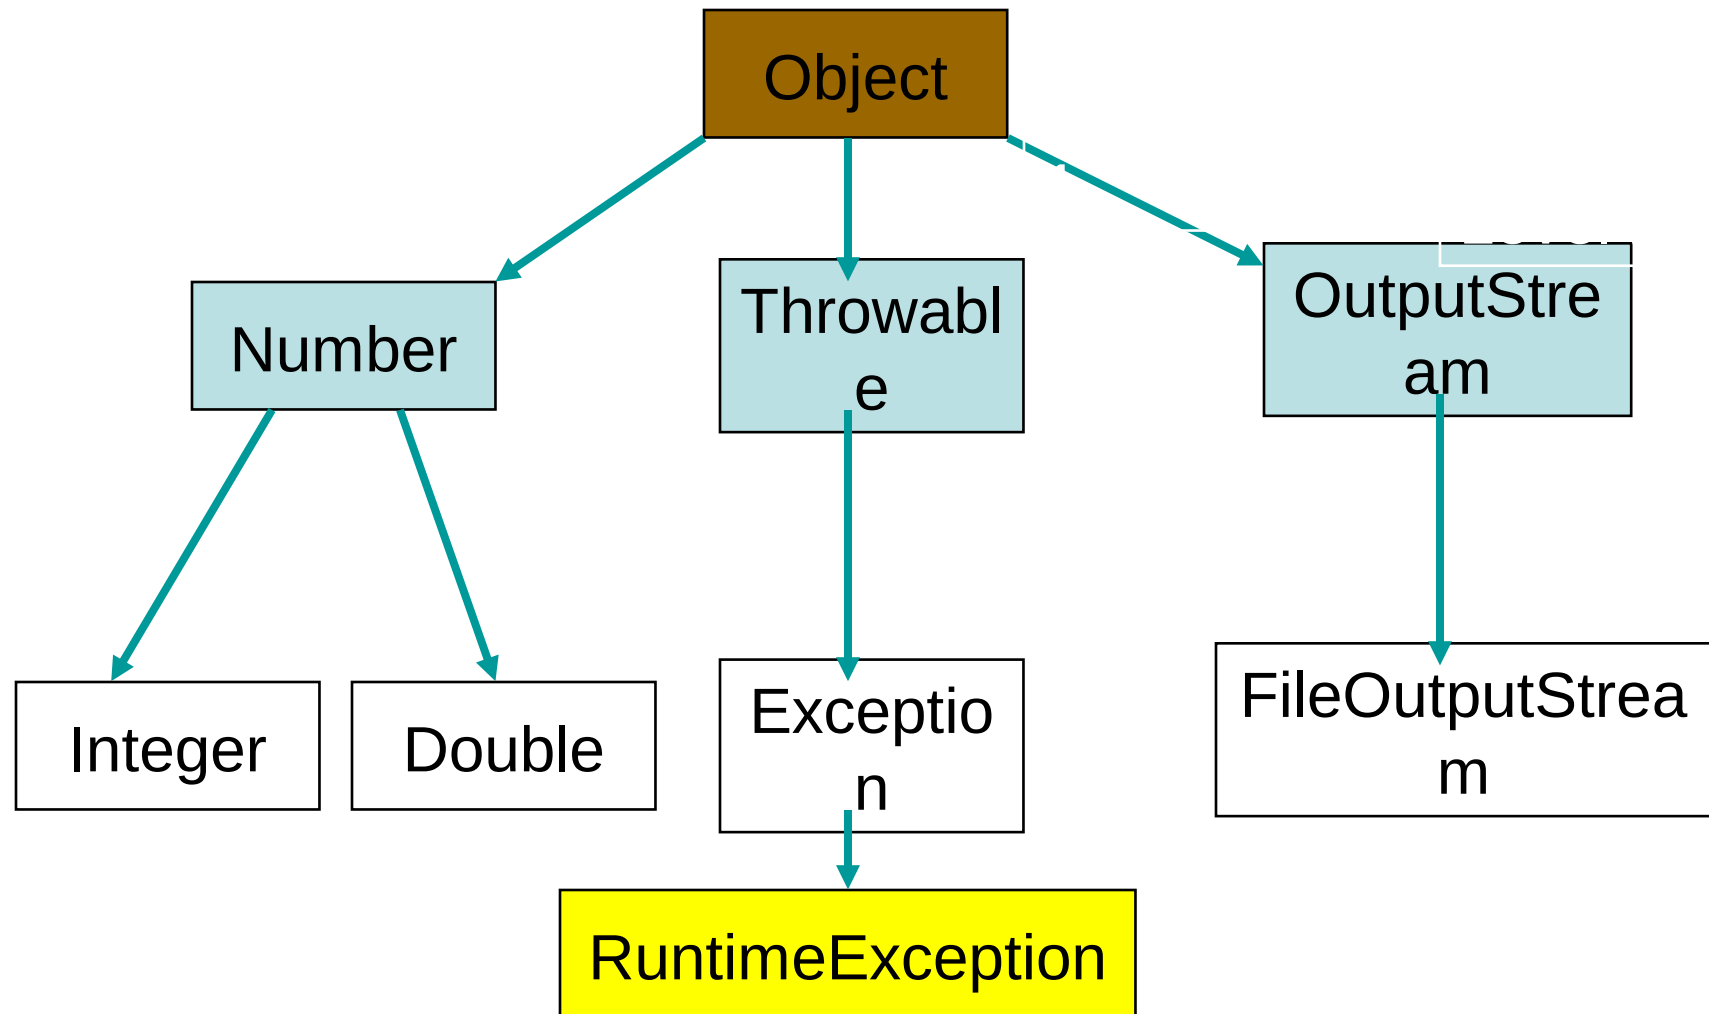 Object
Number
Throwabl
e
OutputStre
am
Integer
Double
Exceptio
n
FileOutputStrea
m
RuntimeException